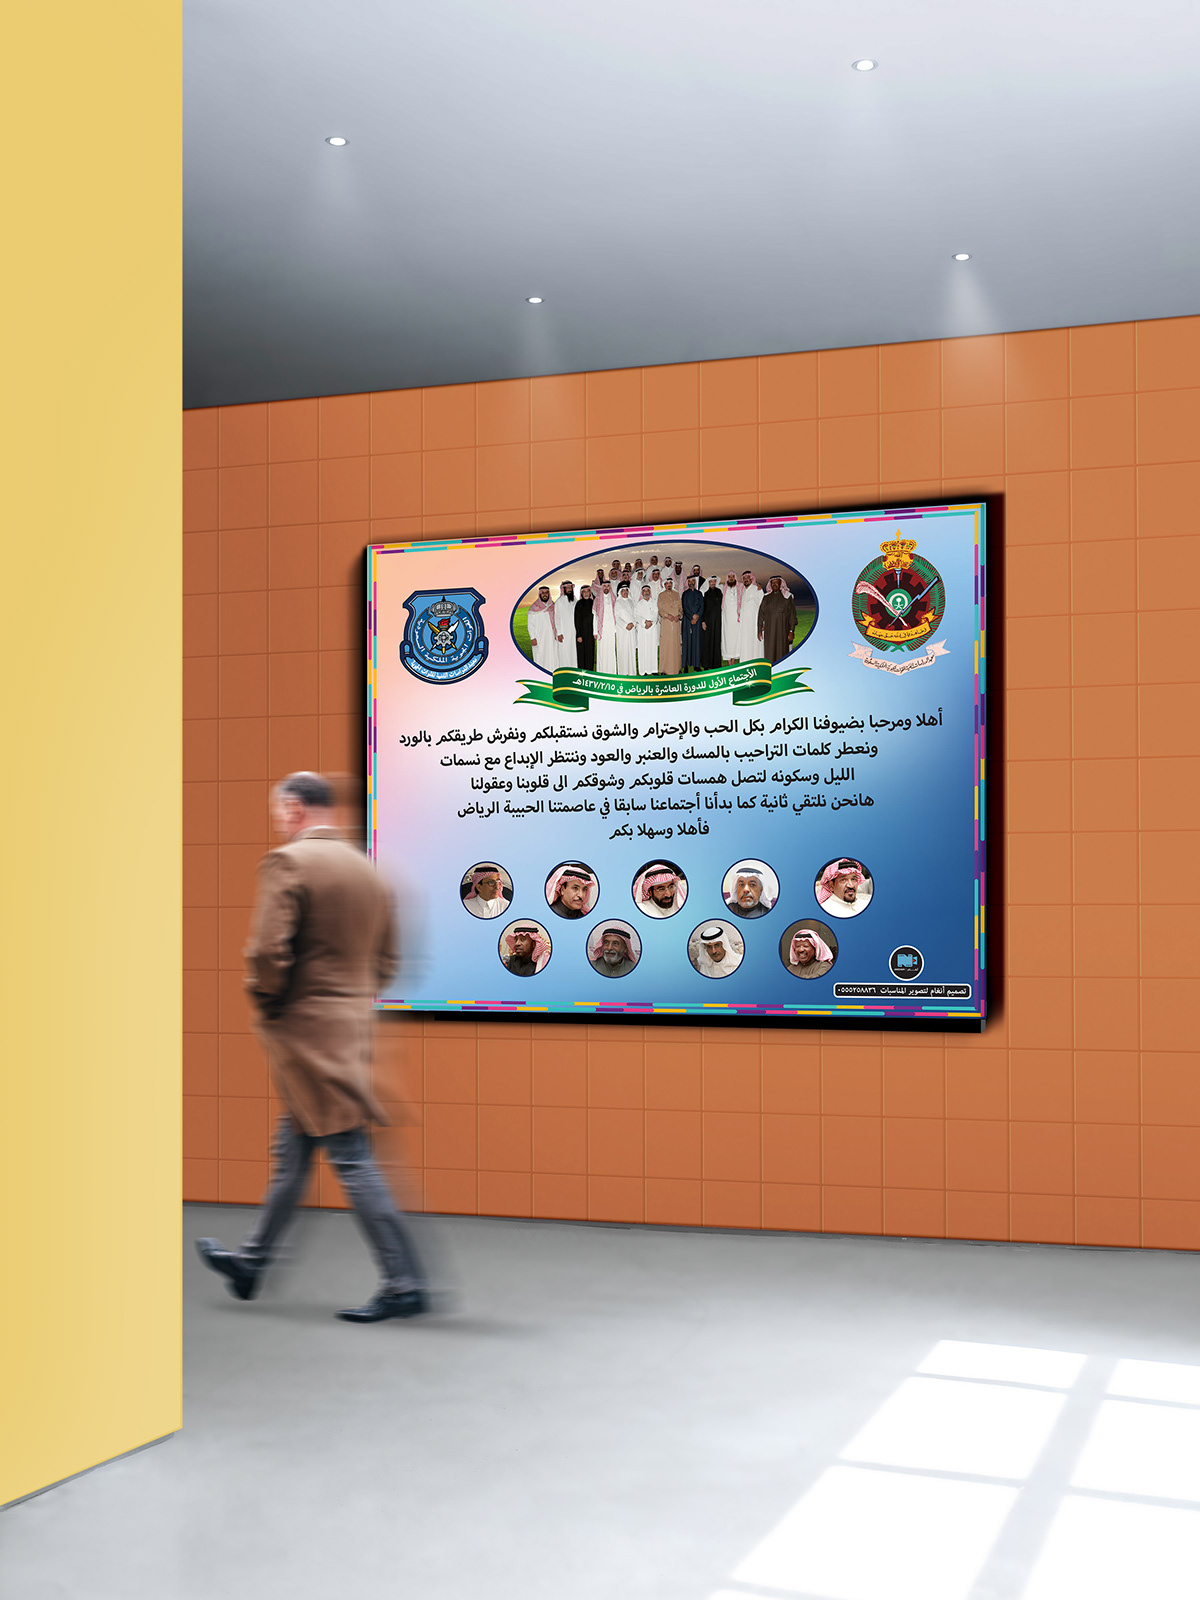 الأجتماع الأول للدورة العاشرة بالرياض في ١٤٣٧/٢/١٥هـ
أهلا ومرحبا بضيوفنا الكرام بكل الحب والإحترام والشوق نستقبلكم ونفرش طريقكم بالورد
ونعطر كلمات التراحيب بالمسك والعنبر والعود وننتظر الإبداع مع نسمات
الليل وسكونه لتصل همسات قلوبكم وشوقكم الى قلوبنا وعقولنا
هانحن نلتقي ثانية كما بدأنا أجتماعنا سابقا في عاصمتنا الحبيبة الرياض
فأهلا وسهلا بكم
تصميم أنغام لتصوير المناسبات ٠٥٥٥٢٥٨٨٣٦